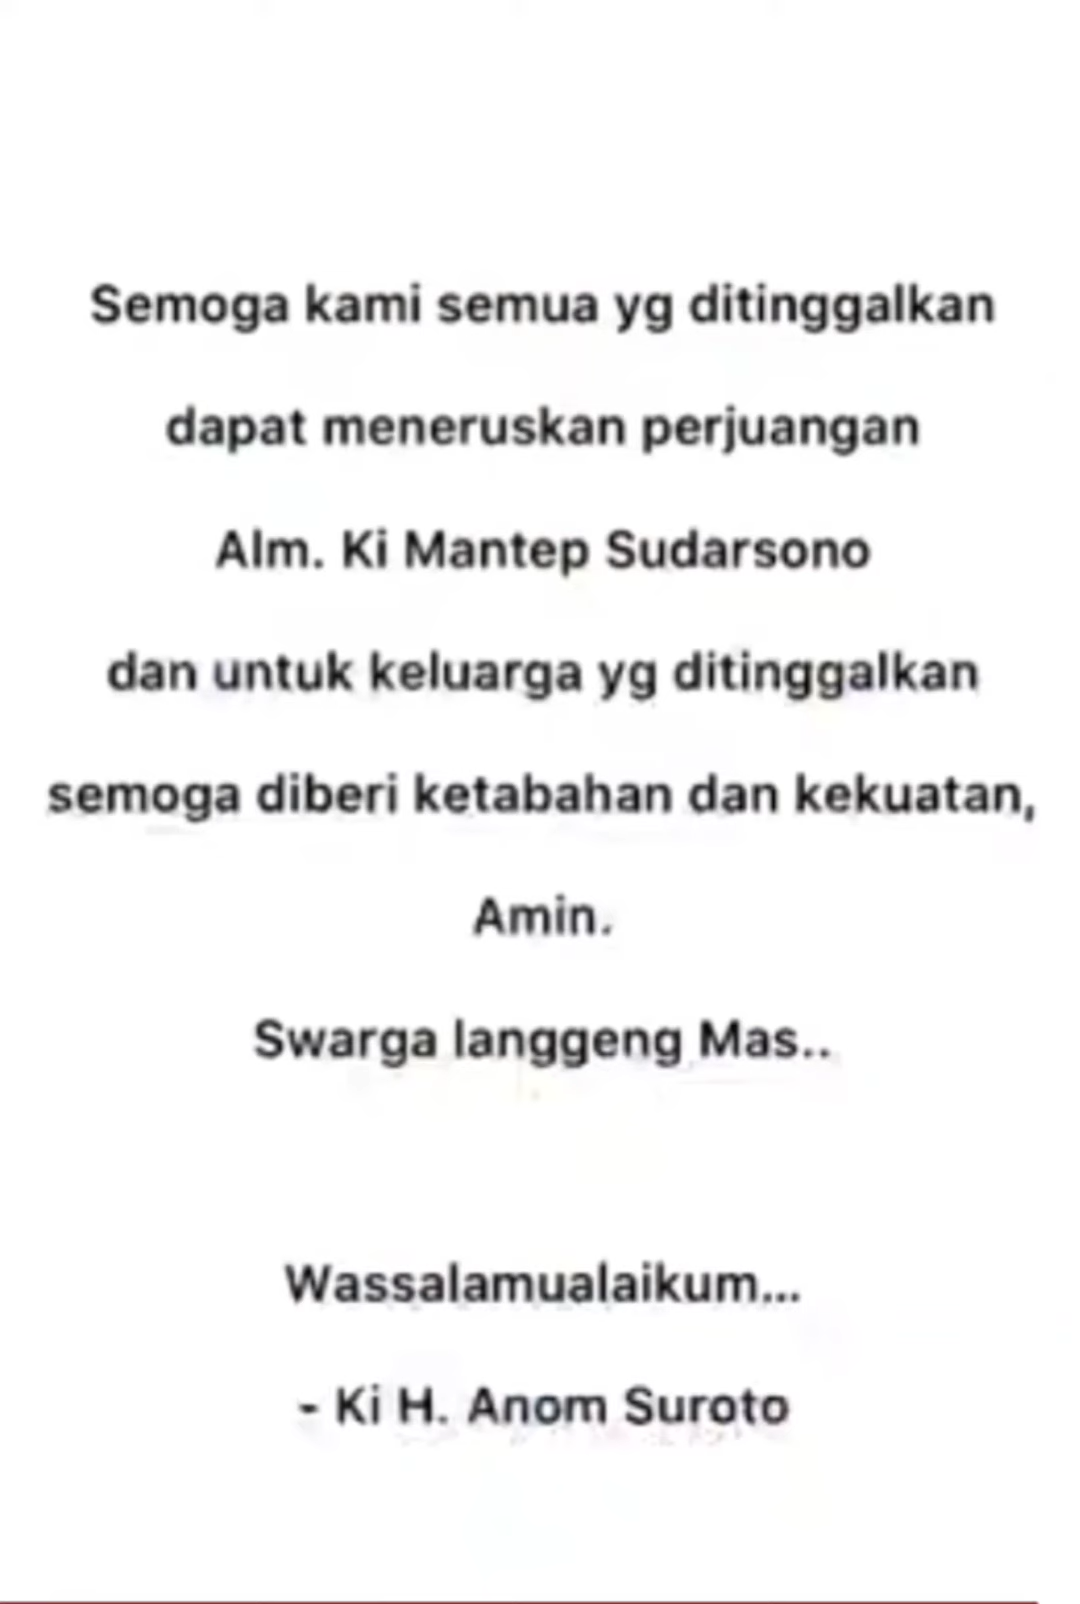 Semoga kami semua yg ditinggalkan
dapat meneruskan perjuangan
Alm. Ki Mantep Sudarsono
dan untuk keluarga yg ditinggalkan
semoga diberi ketabahan dan kekuatan,
Amin.
Swarga langgeng Mas..
Wassalamualaikum...
- Ki H. Anom Suroto